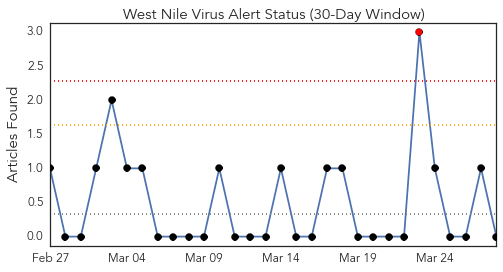 West Nile Virus Alert Status (30-Day Window)
Articles Found
3.0
2.5
2.0
1.5
1.0
0.5
0.0
Feb 27 Mar 04 Mar 09 Mar 14 Mar 19 Mar 24